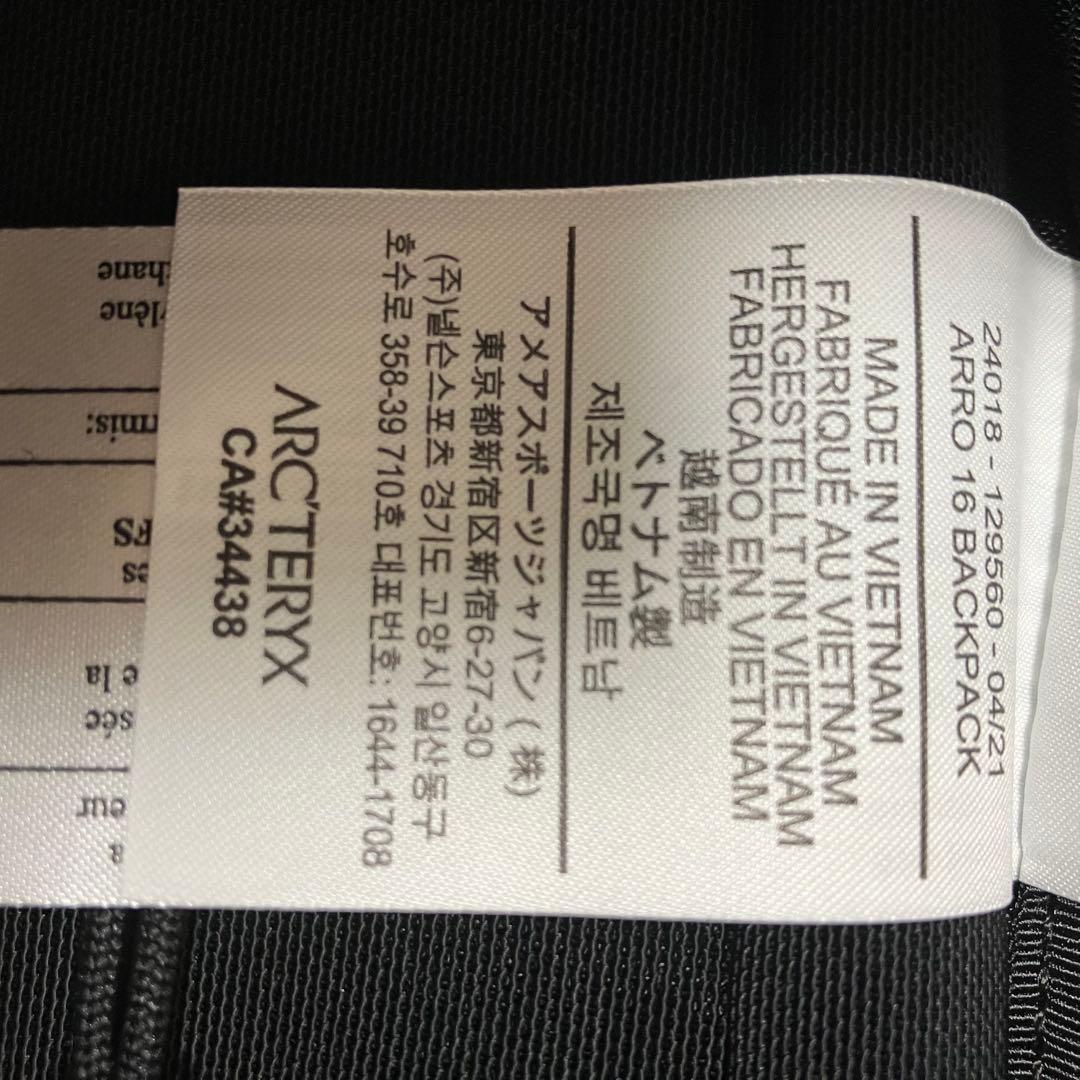 24018 - 129560 - 04/21
ARRO 16 BACKPACK
MADE IN VIETNAM
FABRIQUÉ AU VIETNAM
HERGESTELLT IN VIETNAM
FABRICADO EN VIETNAM
越南制造
ベトナム製
제조국명 베트남
アメアスポーツジャパン ( 株)
東京都新宿区新宿6-27-30
(주)넬슨스포츠 경기도 고양시 일산동구
호수로 358-39 710호 대표번호: 1644-1708
ARC'TERYX
CA#34438